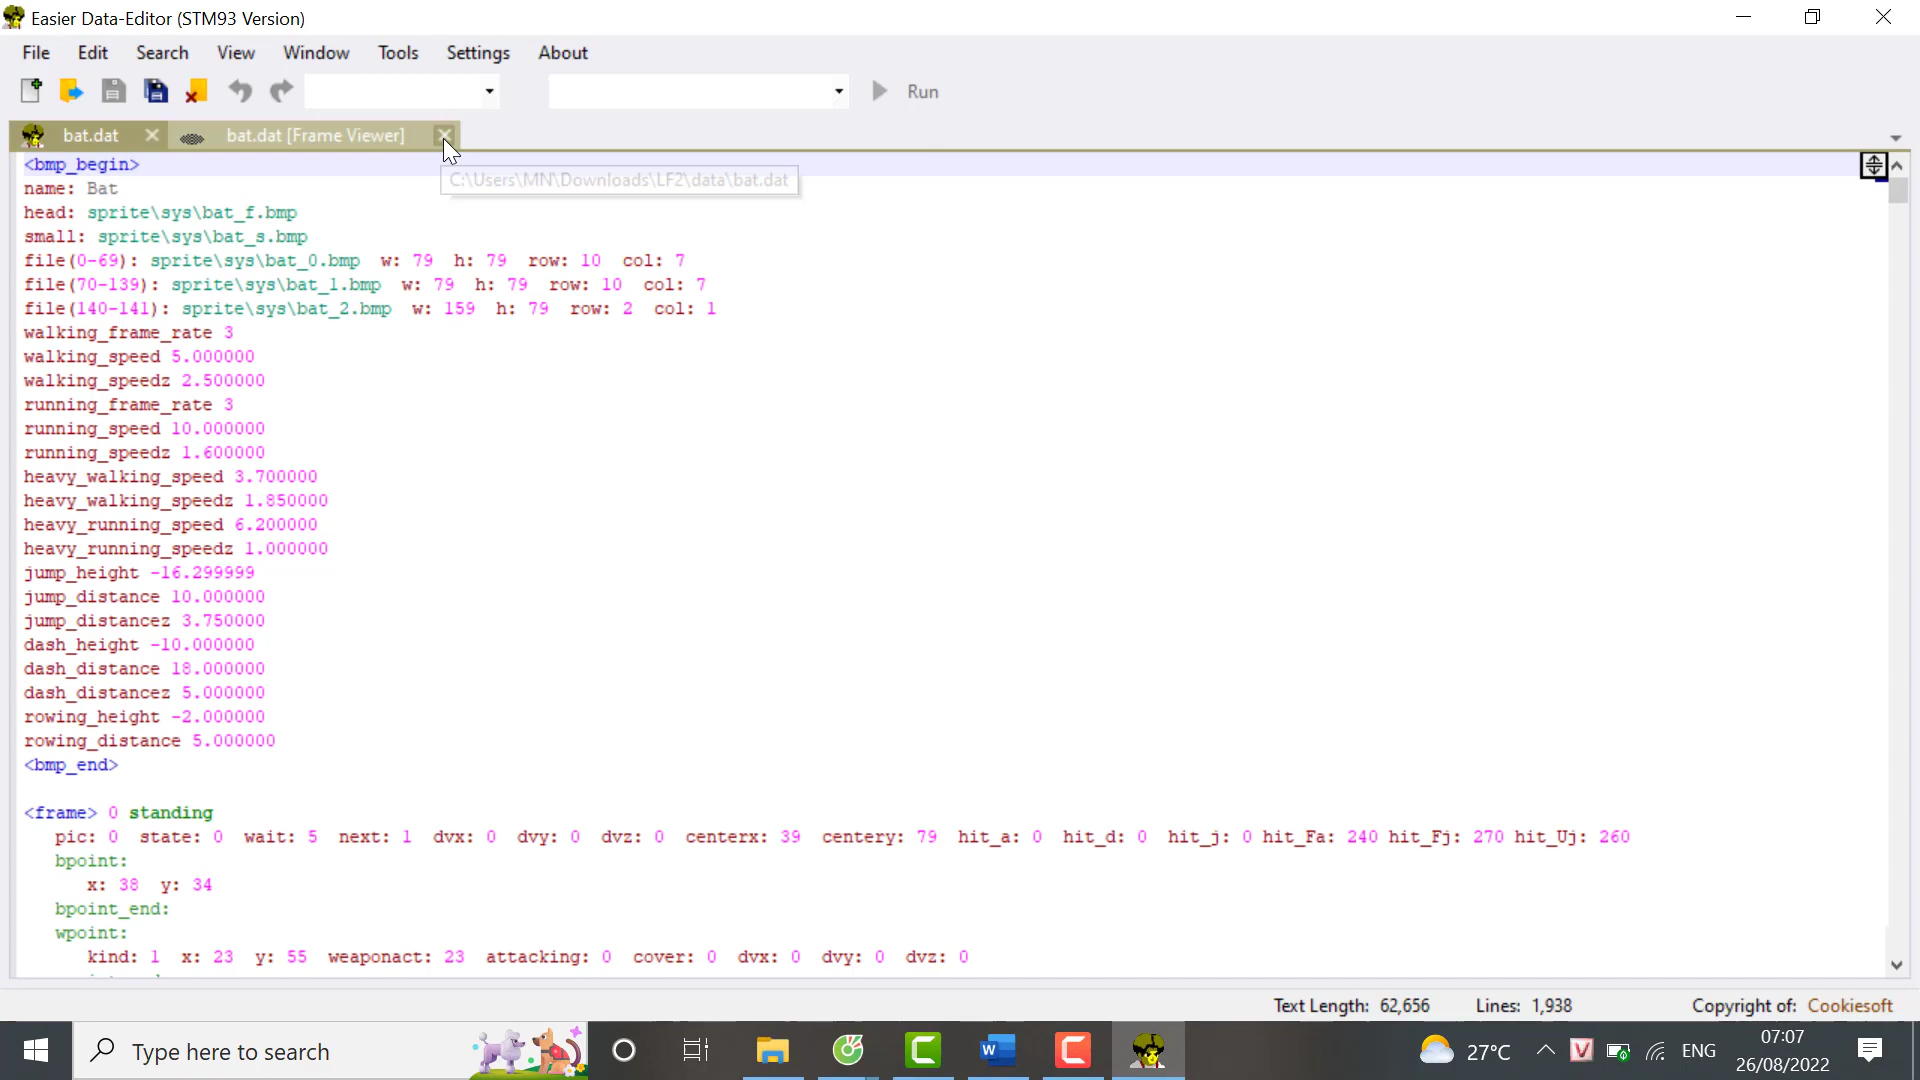 Easier Data-Editor (STM93 Version)
File Edit Search View Window Tools Settings About
Run
bat.dat bat.dat [Frame Viewer]
<bmp_begin>
C:\Users\MN\Downloads\LF2\data\bat.dat
name: Bat
head: sprite\sys\bat_f.bmp
small: sprite\sys\bat_s.bmp
file(0-69): sprite\sys\bat_0.bmp w: 79 h: 79 row: 10 col: 7
file(70-139): sprite\sys\bat_1.bmp w: 79 h: 79 row: 10 col: 7
file(140-141): sprite\sys\bat_2.bmp w: 159 h: 79 row: 2 col: 1
walking_frame_rate 3
walking_speed 5.000000
walking_speedz 2.500000
running_frame_rate 3
running_speed 10.000000
running_speedz 1.600000
heavy_walking_speed 3.700000
heavy_walking_speedz 1.850000
heavy_running_speed 6.200000
heavy_running_speedz 1.000000
jump_height -16.299999
jump_distance 10.000000
jump_distancez 3.750000
dash_height -10.000000
dash_distance 18.000000
dash_distancez 5.000000
rowing_height -2.000000
rowing_distance 5.000000
<bmp_end>
<frame> 0 standing
pic: 0 state: 0 wait: 5 next: 1 dvx: 0 dvy: 0 dvz: 0 centerx: 39 centery: 79 hit_a: 0 hit_d: 0 hit_j: 0 hit_Fa: 240 hit_Fj: 270 hit_Uj: 260
bpoint:
x: 38 y: 34
bpoint_end:
wpoint:
kind: 1 x: 23 y: 55 weaponact: 23 attacking: 0 cover: 0 dvx: 0 dvy: 0 dvz: 0
Text Length: 62,656 Lines: 1,938 Copyright of: Cookiesoft
Type here to search
27°C
ENG
07:07
26/08/2022